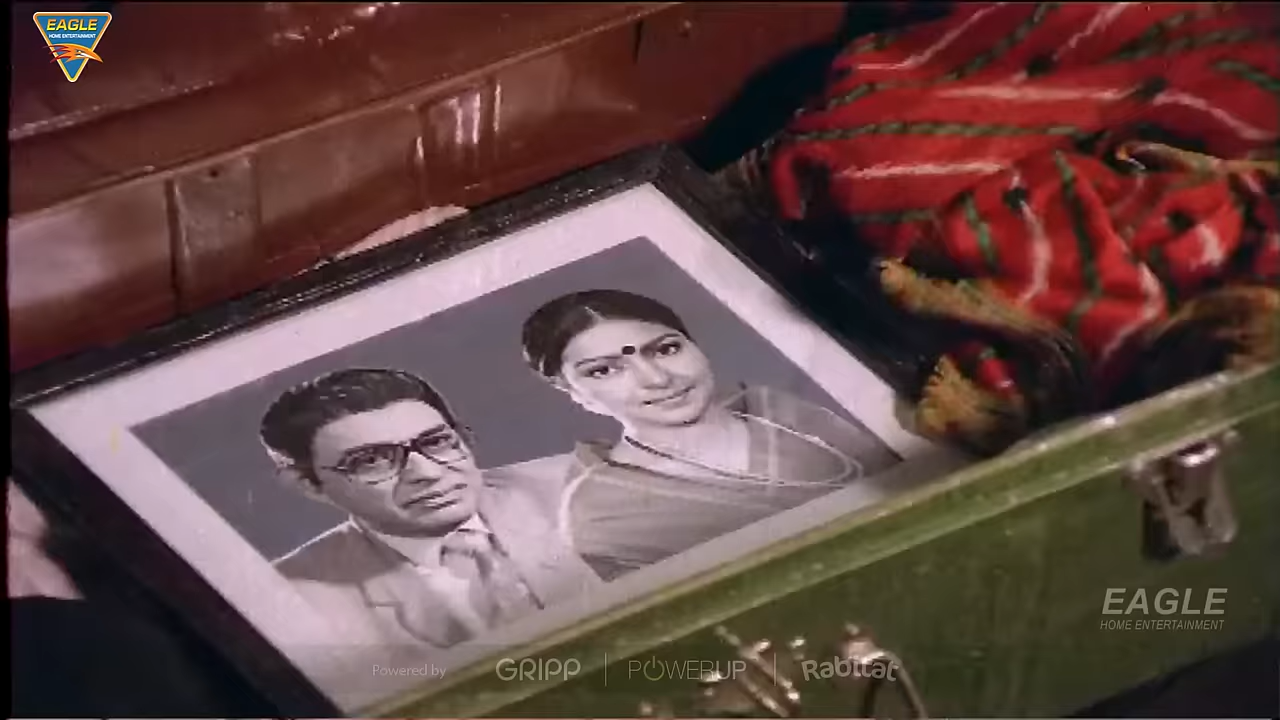 EAGLE
HOME ENTERTAINMENT
EAGLE
HOME ENTERTAINMENT
Powered by GRIPP | POWERUP | Rabitat